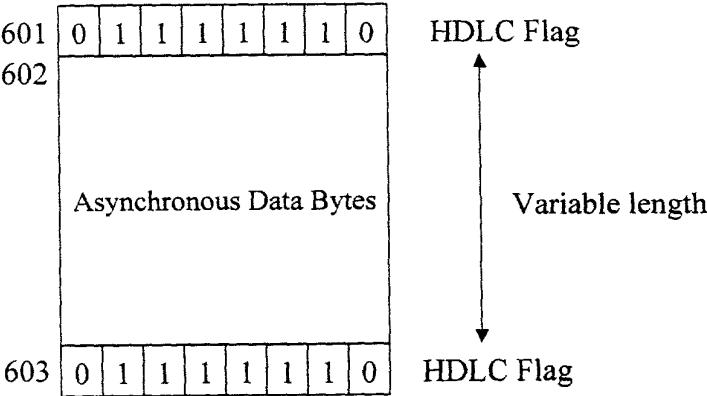 601 0 1 1 1 1 1 1 0 HDLC Flag
602
Asynchronous Data Bytes Variable length
603 0 1 1 1 1 1 1 0 HDLC Flag